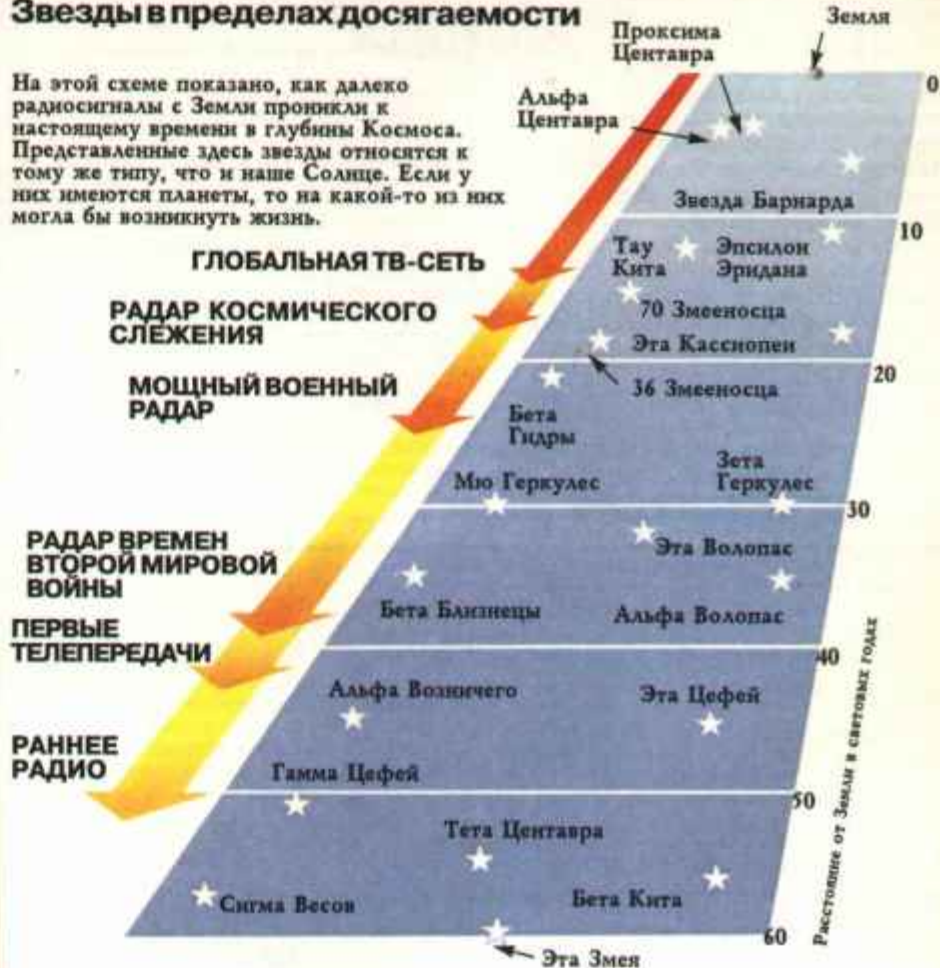 Звезды в пределах досягаемости
На этой схеме показано, как далеко
радиосигналы с Земли проникли к
настоящему времени в глубины Космоса.
Представленные здесь звезды относятся к
тому же типу, что и наше Солнце. Если у
них имеются планеты, то на какой-то из них
могла бы возникнуть жизнь.
Земля
Проксима
Центавра
Альфа
Центавра
0
Звезда Барнарда
10
ГЛОБАЛЬНАЯ ТВ-СЕТЬ
Тау
Кита
Эпсилон
Эридана
РАДАР КОСМИЧЕСКОГО
СЛЕЖЕНИЯ
70 Змееносца
Эта Кассиопеи
20
МОЩНЫЙ ВОЕННЫЙ
РАДАР
36 Змееносца
Бета
Гидры
Мю Геркулес
Зета
Геркулес
30
РАДАР ВРЕМЕН
ВТОРОЙ МИРОВОЙ
ВОЙНЫ
Эта Волопас
Бета Близнецы
Альфа Волопас
ПЕРВЫЕ
ТЕЛЕПЕРЕДАЧИ
40
Альфа Возничего
Эта Цефей
РАННЕЕ
РАДИО
Гамма Цефей
50
Тета Центавра
Сигма Весов
Бета Кита
60
Эта Змея
Расстояние от Земли в световых годах